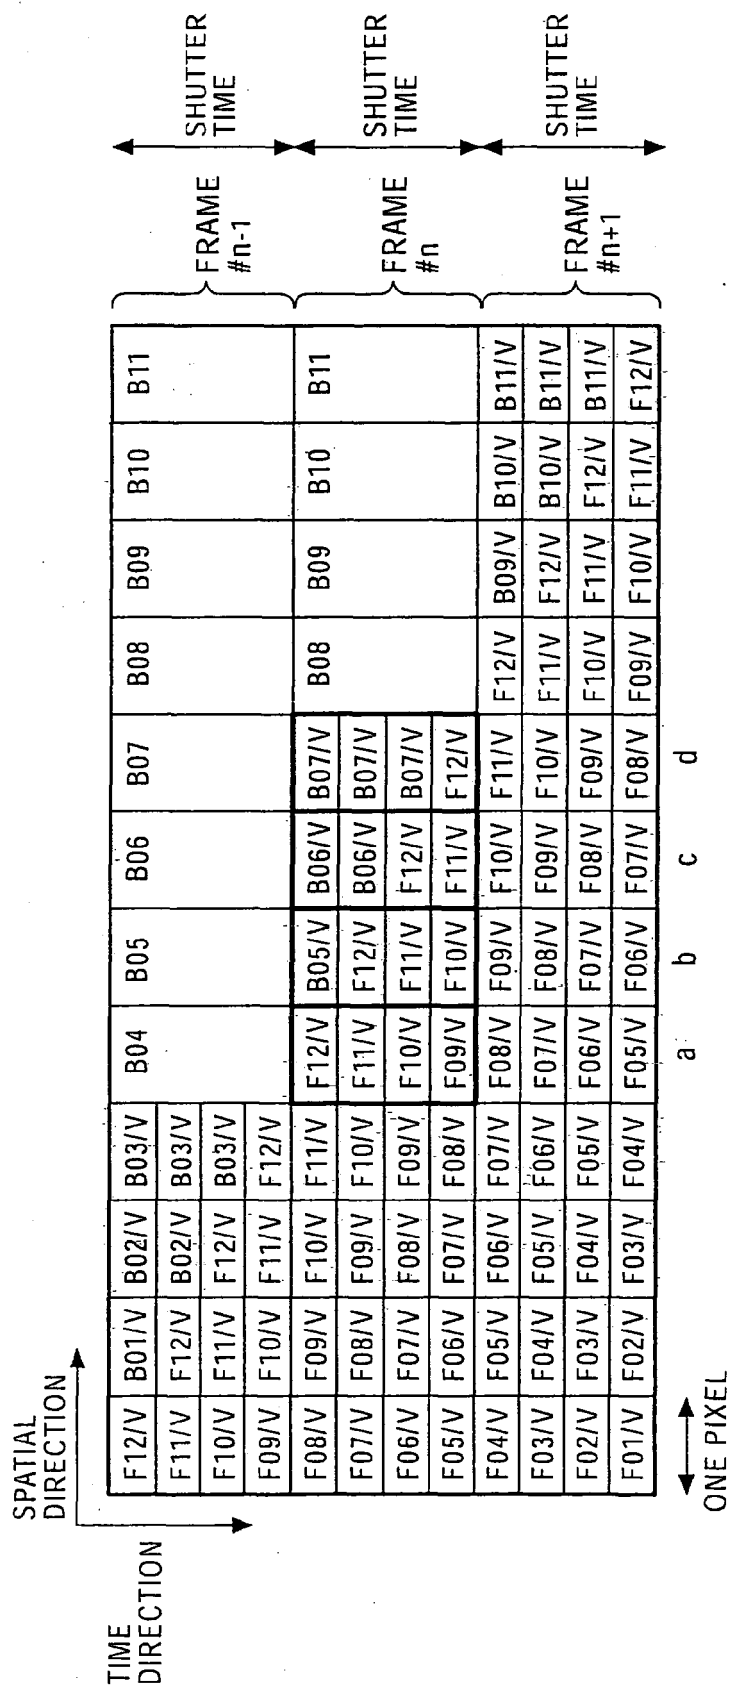 SPATIAL
DIRECTION
TIME
DIRECTION
F12/V B01/V B02/V B03/V B04 B05 B06 B07 B08 B09 B10 B11
F11/V F12/V B02/V B03/V
F10/V F11/V F12/V B03/V
F09/V F10/V F11/V F12/V
FRAME
#n-1
SHUTTER
TIME
F08/V F09/V F10/V F11/V F12/V B05/V B06/V B07/V B08 B09 B10 B11
F07/V F08/V F09/V F10/V F11/V F12/V B06/V B07/V
F06/V F07/V F08/V F09/V F10/V F11/V F12/V B07/V
F05/V F06/V F07/V F08/V F09/V F10/V F11/V F12/V
FRAME
#n
SHUTTER
TIME
F04/V F05/V F06/V F07/V F08/V F09/V F10/V F11/V F12/V B09/V B10/V B11/V
F03/V F04/V F05/V F06/V F07/V F08/V F09/V F10/V F11/V F12/V B10/V B11/V
F02/V F03/V F04/V F05/V F06/V F07/V F08/V F09/V F10/V F11/V F12/V B11/V
F01/V F02/V F03/V F04/V F05/V F06/V F07/V F08/V F09/V F10/V F11/V F12/V
FRAME
#n+1
SHUTTER
TIME
a b c d
ONE PIXEL